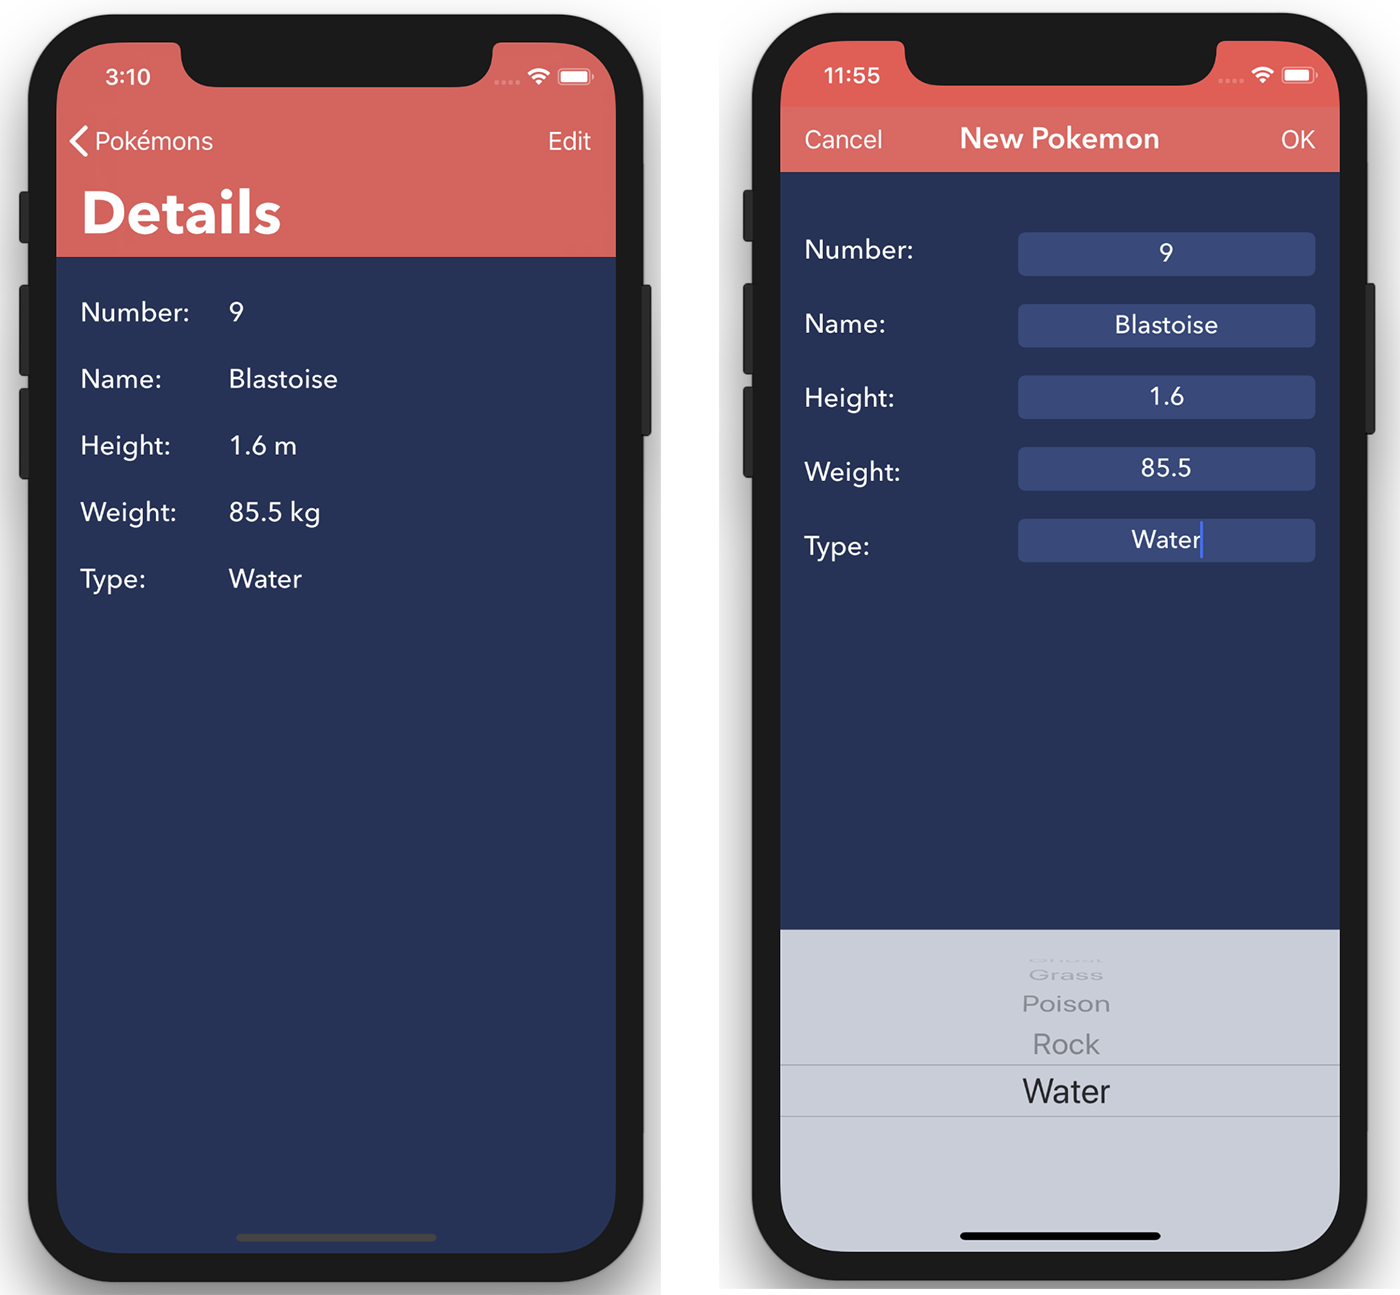 3:10
Pokémons
Edit
Details
Number: 9
Name: Blastoise
Height: 1.6 m
Weight: 85.5 kg
Type: Water
11:55
Cancel
New Pokemon
OK
Number: 9
Name: Blastoise
Height: 1.6
Weight: 85.5
Type: Water
Ghost
Grass
Poison
Rock
Water